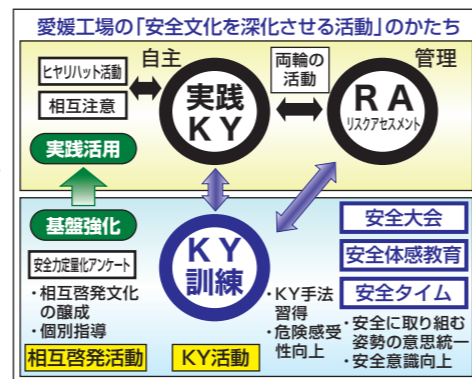 愛媛工場の「安全文化を深化させる活動」のかたち
自主
両輪の
活動
管理
ヒヤリハット活動
相互注意
実践
KY
RA
リスクアセスメント
実践活用
基盤強化
安全力定量化アンケート
・相互啓発文化
の醸成
・個別指導
相互啓発活動
KY
訓練
・KY手法
習得
・危険感受
性向上
KY活動
安全大会
安全体感教育
安全タイム
・安全に取り組む
姿勢の意思統一
・安全意識向上